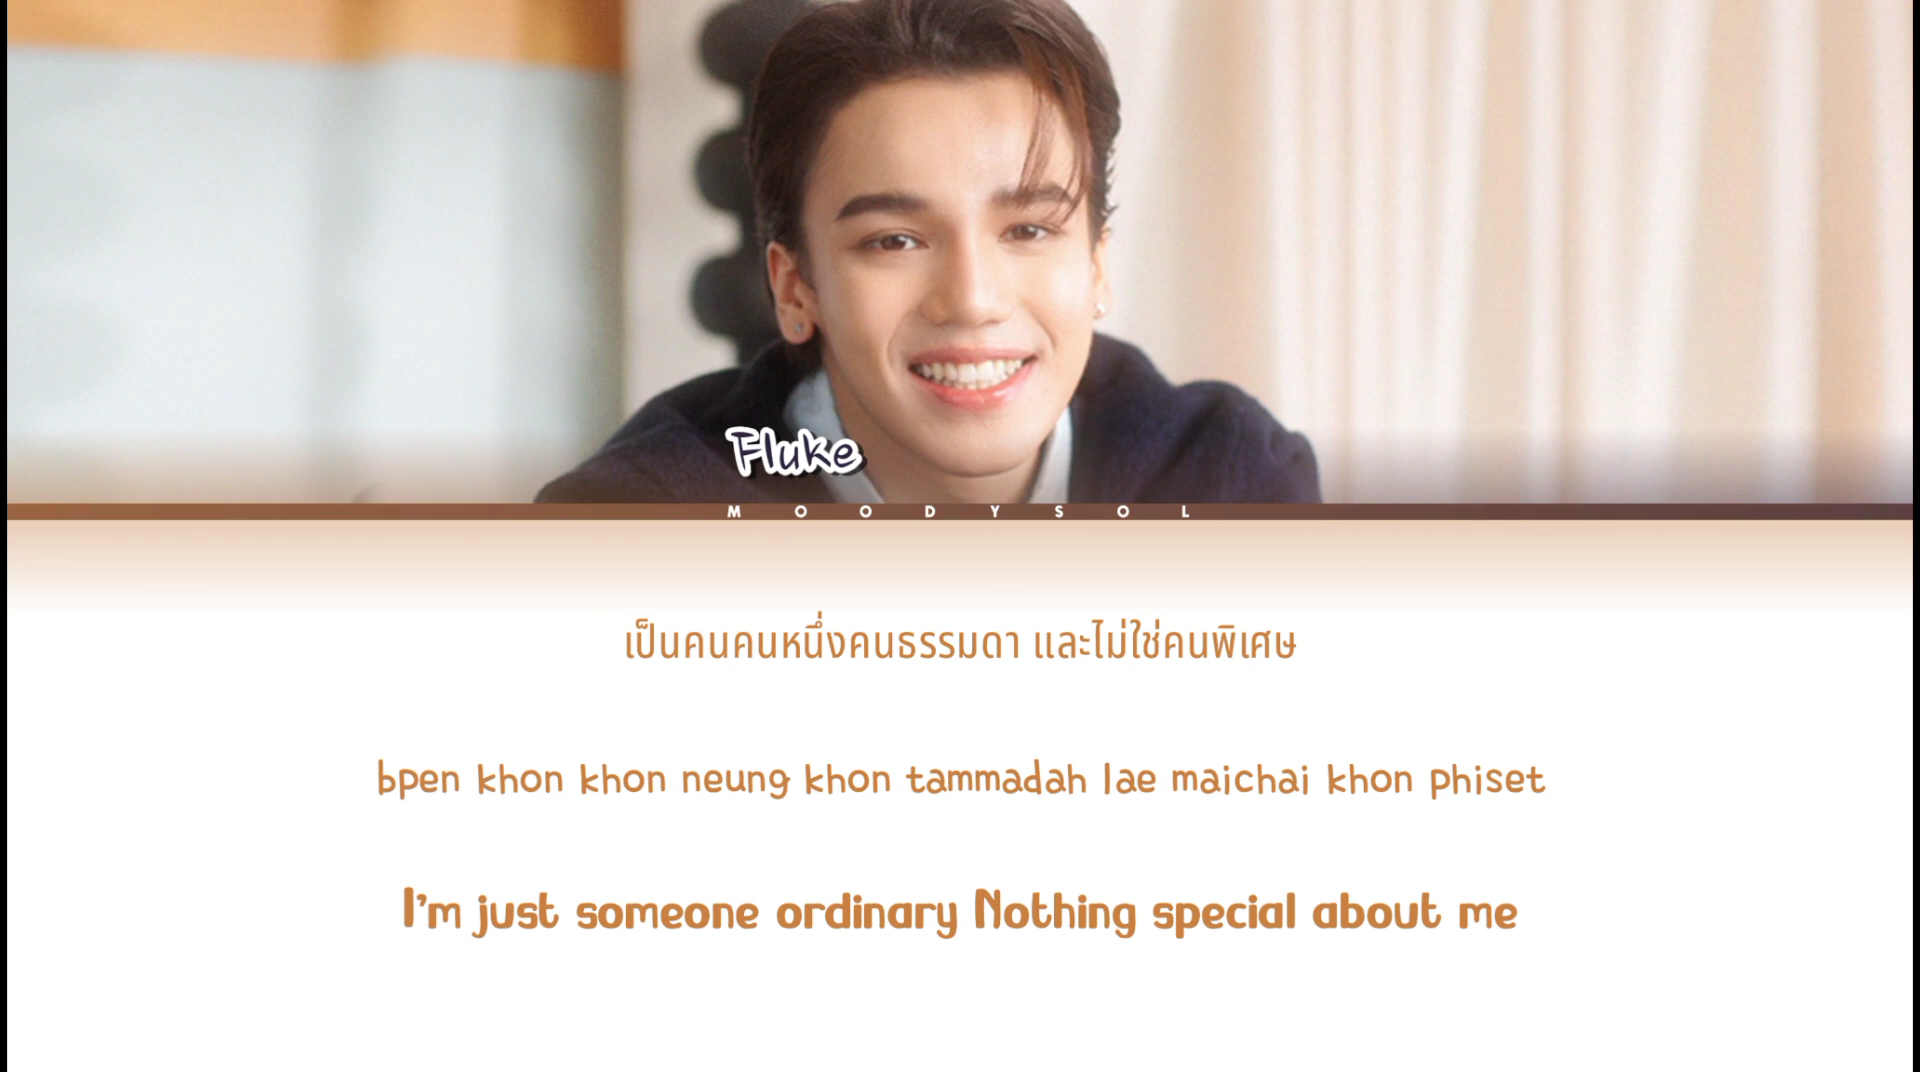 Fluke
MOODYSOL
เป็นคนคนหนึ่งคนธรรมดา และไม่ใช่คนพิเศษ
bpen khon khon neung khon tammadah lae maichai khon phiset
I'm just someone ordinary Nothing special about me